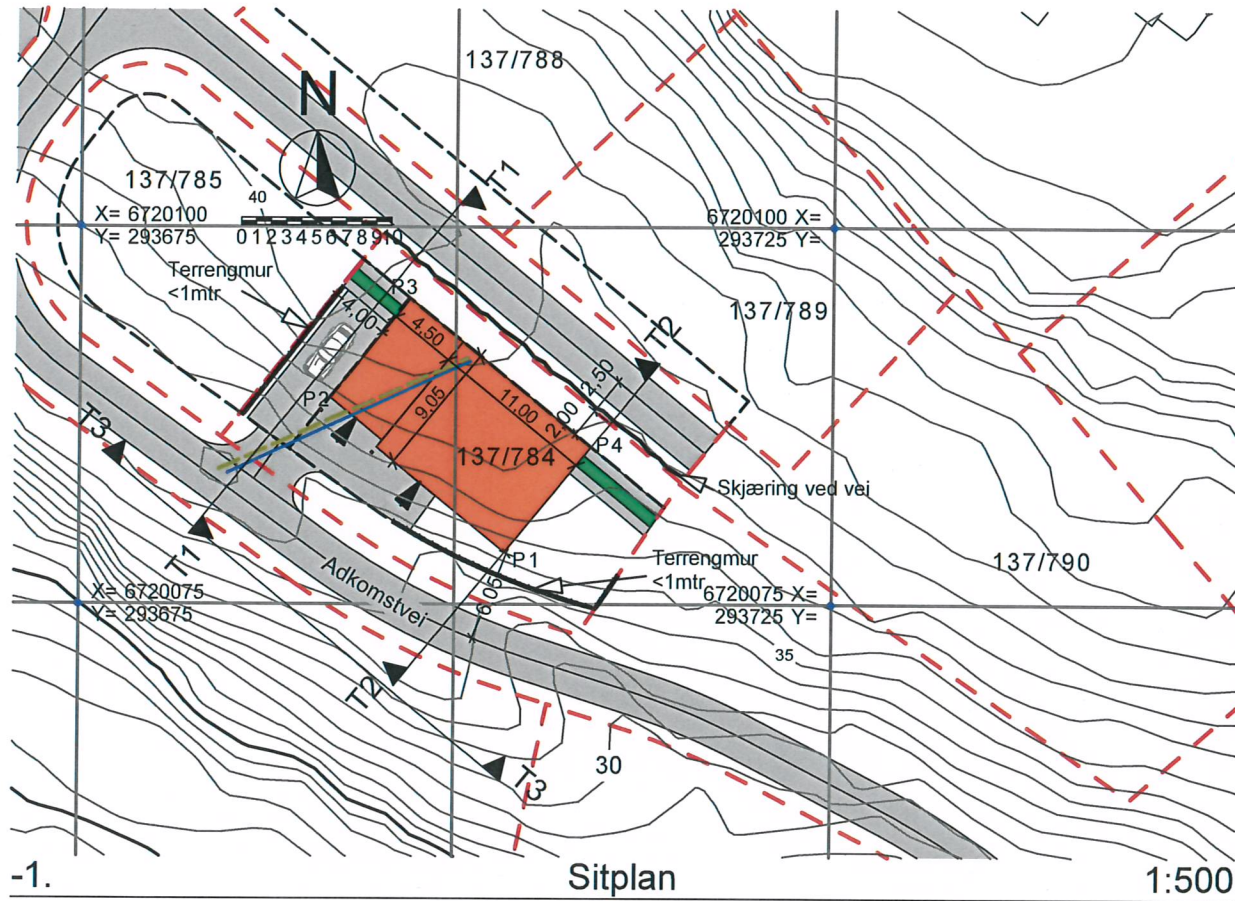 137/788
N
T1
137/785
40
X= 6720100
Y= 293675
0 1 2 3 4 5 6 7 8 9 10
6720100 X=
293725 Y=
Terrengmur
<1mtr
P3
4,00
4,50
137/789
T2
2,50
P2
9,05
11,00
2,00
P4
T3
137/784
Skjæring ved vei
T1
P1
Terrengmur
<1mtr
137/790
X= 6720075
Y= 293675
Adkomstvei
6,05
6720075 X=
293725 Y=
35
T2
30
T3
-1.
Sitplan
1:500